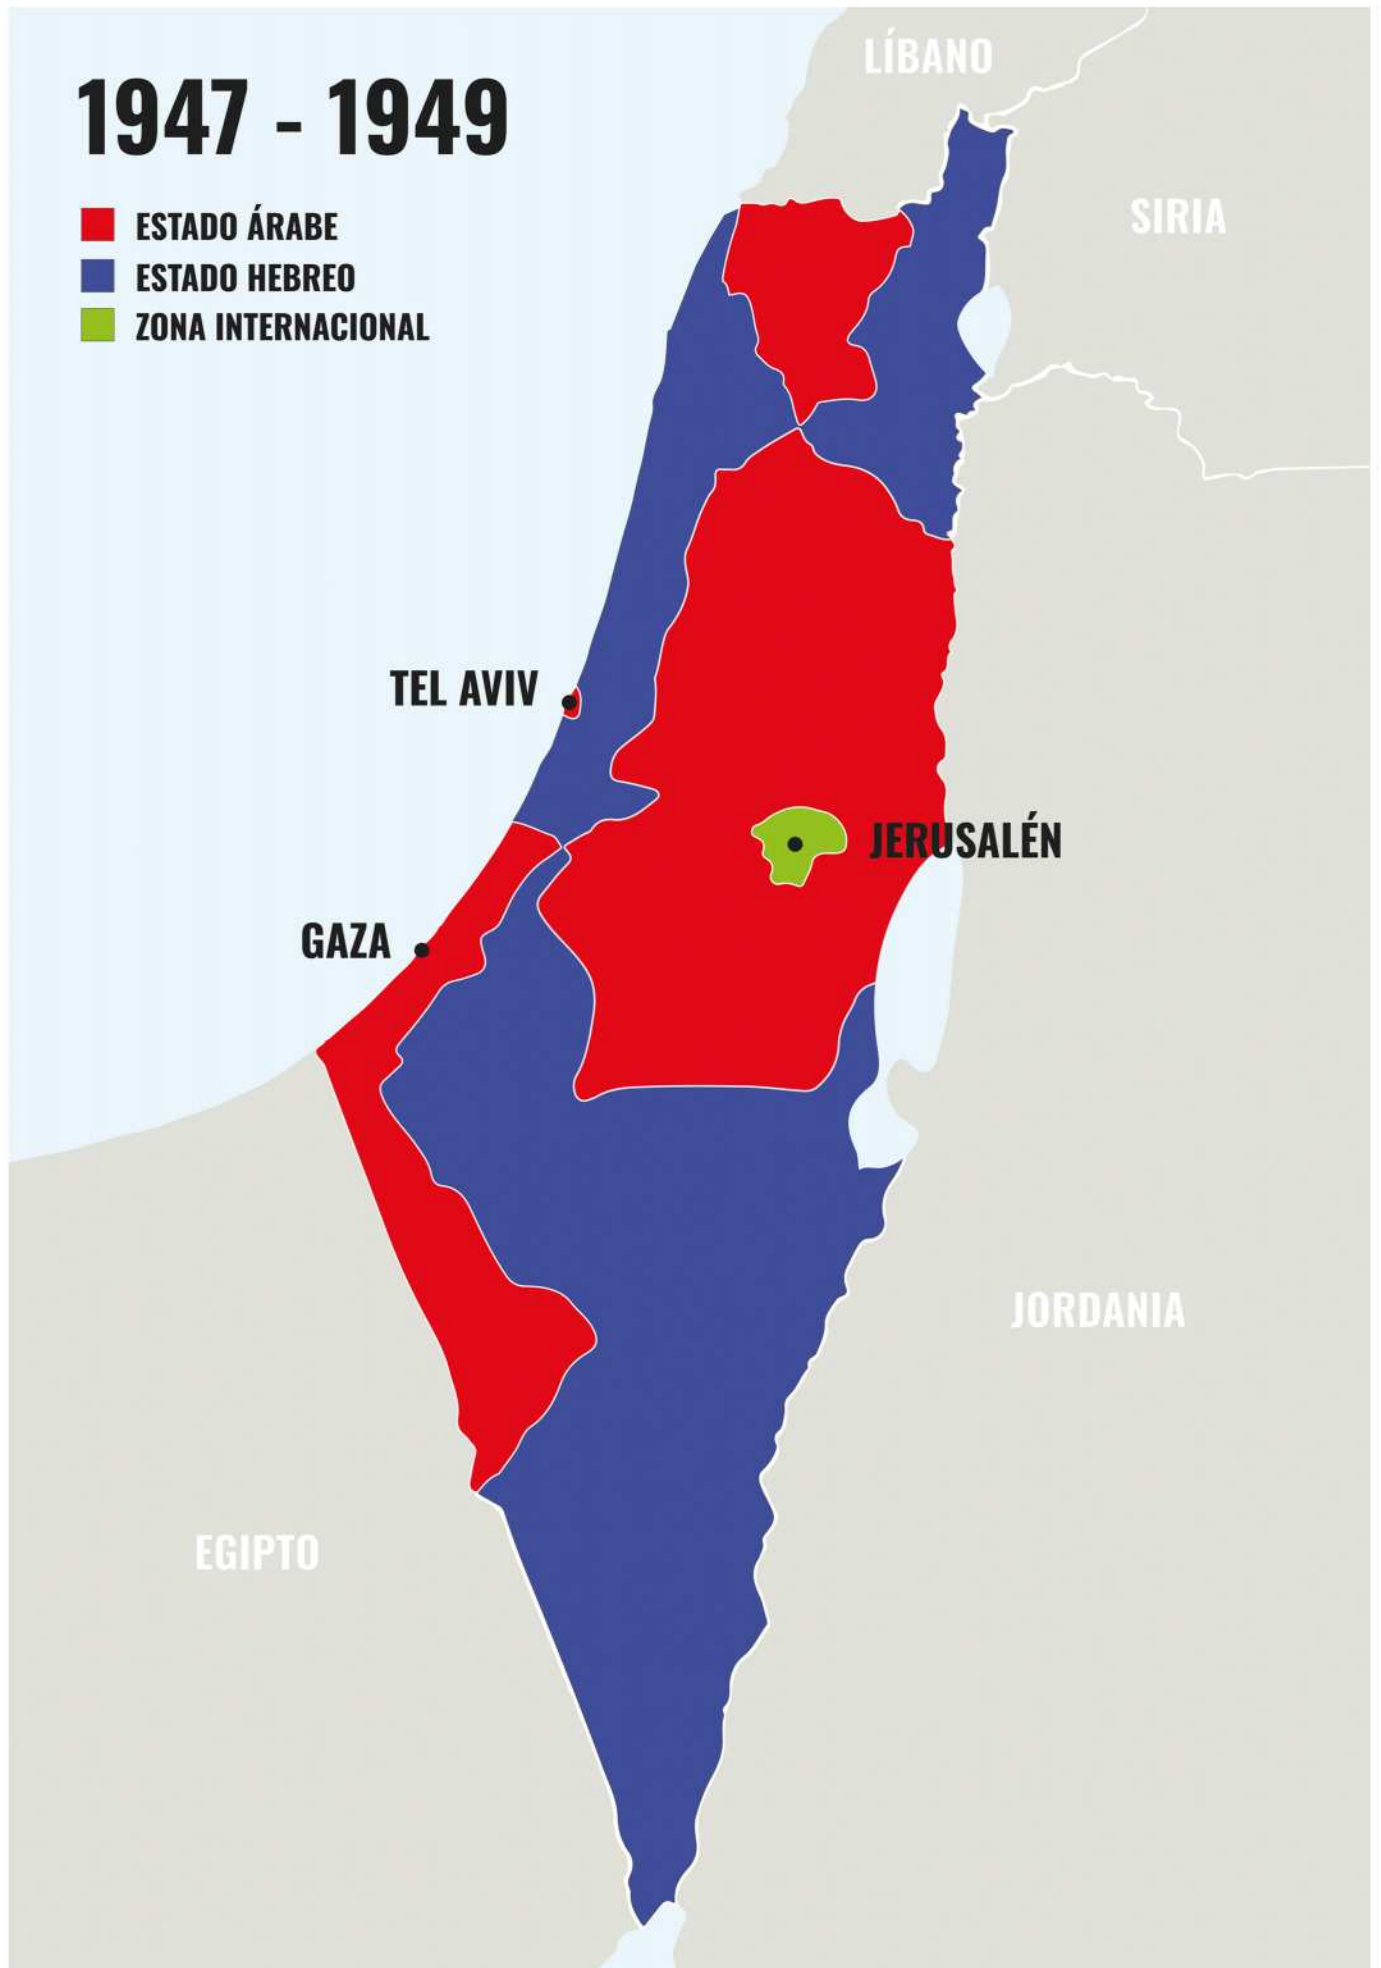 1947 - 1949
ESTADO ÁRABE
ESTADO HEBREO
ZONA INTERNACIONAL
LÍBANO
SIRIA
TEL AVIV
JERUSALÉN
GAZA
JORDANIA
EGIPTO